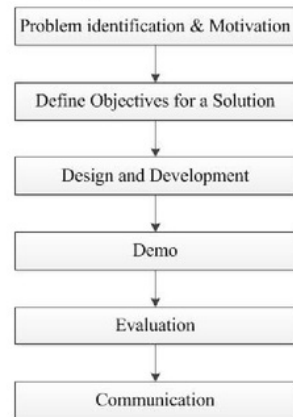 Problem identification & Motivation
Define Objectives for a Solution
Design and Development
Demo
Evaluation
Communication